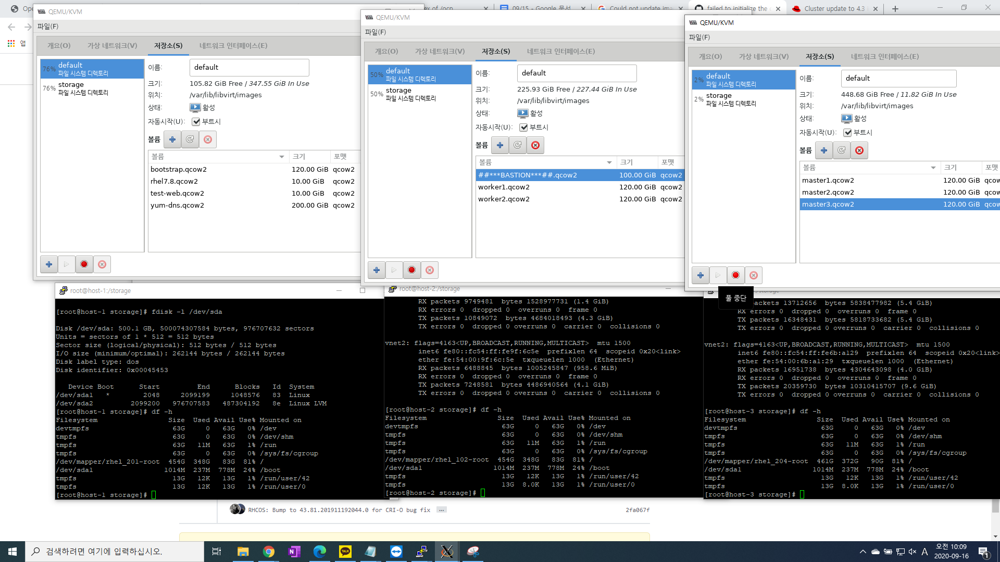 Ope
ex of /ocp
09/15 - Google 문서
Could not update ima
failed to initialize the
Cluster update to 4.3
앱
QEMU/KVM
파일(F)
개요(O) 가상 네트워크(V) 저장소(S) 네트워크 인터페이스(E)
76% default
파일 시스템 디렉토리
76% storage
파일 시스템 디렉토리
이름: default
크기: 105.82 GiB Free / 347.55 GiB In Use
위치: /var/lib/libvirt/images
상태: 활성
자동시작(U): 부트시
볼륨
볼륨 크기 포맷
bootstrap.qcow2 120.00 GiB qcow2
rhel7.8.qcow2 10.00 GiB qcow2
test-web.qcow2 10.00 GiB qcow2
yum-dns.qcow2 200.00 GiB qcow2
QEMU/KVM
파일(F)
개요(O) 가상 네트워크(V) 저장소(S) 네트워크 인터페이스(E)
50% default
파일 시스템 디렉토리
50% storage
파일 시스템 디렉토리
이름: default
크기: 225.93 GiB Free / 227.44 GiB In Use
위치: /var/lib/libvirt/images
상태: 활성
자동시작(U): 부트시
볼륨
볼륨 크기 포맷
##***BASTION***##.qcow2 100.00 GiB qcow2
worker1.qcow2 120.00 GiB qcow2
worker2.qcow2 120.00 GiB qcow2
QEMU/KVM
파일(F)
개요(O) 가상 네트워크(V) 저장소(S) 네트워크 인터페이스(E)
2% default
파일 시스템 디렉토리
2% storage
파일 시스템 디렉토리
이름: default
크기: 448.68 GiB Free / 11.82 GiB In Use
위치: /var/lib/libvirt/images
상태: 활성
자동시작(U): 부트시
볼륨
볼륨 크기 포맷
master1.qcow2 120.00 GiB qcow
master2.qcow2 120.00 GiB qcow
master3.qcow2 120.00 GiB qcow
풀 중단
root@host-1:/storage
[root@host-1 storage]# fdisk -l /dev/sda
Disk /dev/sda: 500.1 GB, 500074307584 bytes, 976707632 sectors
Units = sectors of 1 * 512 = 512 bytes
Sector size (logical/physical): 512 bytes / 512 bytes
I/O size (minimum/optimal): 262144 bytes / 262144 bytes
Disk label type: dos
Disk identifier: 0x00045453
Device Boot Start End Blocks Id System
/dev/sda1 * 2048 2099199 1048576 83 Linux
/dev/sda2 2099200 976707583 487304192 8e Linux LVM
[root@host-1 storage]# df -h
Filesystem Size Used Avail Use% Mounted on
devtmpfs 63G 0 63G 0% /dev
tmpfs 63G 0 63G 0% /dev/shm
tmpfs 63G 11M 63G 1% /run
tmpfs 63G 0 63G 0% /sys/fs/cgroup
/dev/mapper/rhel_201-root 454G 348G 83G 81% /
/dev/sda1 1014M 237M 778M 24% /boot
tmpfs 13G 12K 13G 1% /run/user/42
tmpfs 13G 12K 13G 1% /run/user/0
[root@host-1 storage]#
root@host-2:/storage
RX packets 9749481 bytes 1528977731 (1.4 GiB)
RX errors 0 dropped 0 overruns 0 frame 0
TX packets 10849072 bytes 4684018493 (4.3 GiB)
TX errors 0 dropped 0 overruns 0 carrier 0 collisions 0
vnet2: flags=4163<UP,BROADCAST,RUNNING,MULTICAST> mtu 1500
inet6 fe80::fc54:ff:fe9f:6c5e prefixlen 64 scopeid 0x20<link>
ether fe:54:00:9f:6c:5e txqueuelen 1000 (Ethernet)
RX packets 6488845 bytes 1005245847 (958.6 MiB)
RX errors 0 dropped 0 overruns 0 frame 0
TX packets 7248581 bytes 4486940564 (4.1 GiB)
TX errors 0 dropped 0 overruns 0 carrier 0 collisions 0
[root@host-2 storage]# df -h
Filesystem Size Used Avail Use% Mounted on
devtmpfs 63G 0 63G 0% /dev
tmpfs 63G 0 63G 0% /dev/shm
tmpfs 63G 11M 63G 1% /run
tmpfs 63G 0 63G 0% /sys/fs/cgroup
/dev/mapper/rhel_102-root 454G 348G 83G 81% /
/dev/sda1 1014M 237M 778M 24% /boot
tmpfs 13G 12K 13G 1% /run/user/42
tmpfs 13G 8.0K 13G 1% /run/user/0
[root@host-2 storage]#
:/storage
packets 13712656 bytes 5838477982 (5.4 GiB)
RX errors 0 dropped 0 overruns 0 frame 0
TX packets 16348431 bytes 5818733682 (5.4 GiB)
TX errors 0 dropped 0 overruns 0 carrier 0 collisions 0
vnet2: flags=4163<UP,BROADCAST,RUNNING,MULTICAST> mtu 1500
inet6 fe80::fc54:ff:fe6b:a129 prefixlen 64 scopeid 0x20<link>
ether fe:54:00:6b:a1:29 txqueuelen 1000 (Ethernet)
RX packets 16951738 bytes 4304643098 (4.0 GiB)
RX errors 0 dropped 0 overruns 0 frame 0
TX packets 20359730 bytes 10310415707 (9.6 GiB)
TX errors 0 dropped 0 overruns 0 carrier 0 collisions 0
[root@host-3 storage]# df -h
Filesystem Size Used Avail Use% Mounted on
devtmpfs 63G 0 63G 0% /dev
tmpfs 63G 0 63G 0% /dev/shm
tmpfs 63G 11M 63G 1% /run
tmpfs 63G 0 63G 0% /sys/fs/cgroup
/dev/mapper/rhel_204-root 461G 372G 90G 81% /
/dev/sda1 1014M 237M 778M 24% /boot
tmpfs 13G 12K 13G 1% /run/user/42
tmpfs 13G 8.0K 13G 1% /run/user/0
[root@host-3 storage]#
RHCOS: Bump to 43.81.201911192044.0 for CRI-O bug fix … 2fa067f
검색하려면 여기에 입력하십시오.
TALK
A
오전 10:09
2020-09-16
1